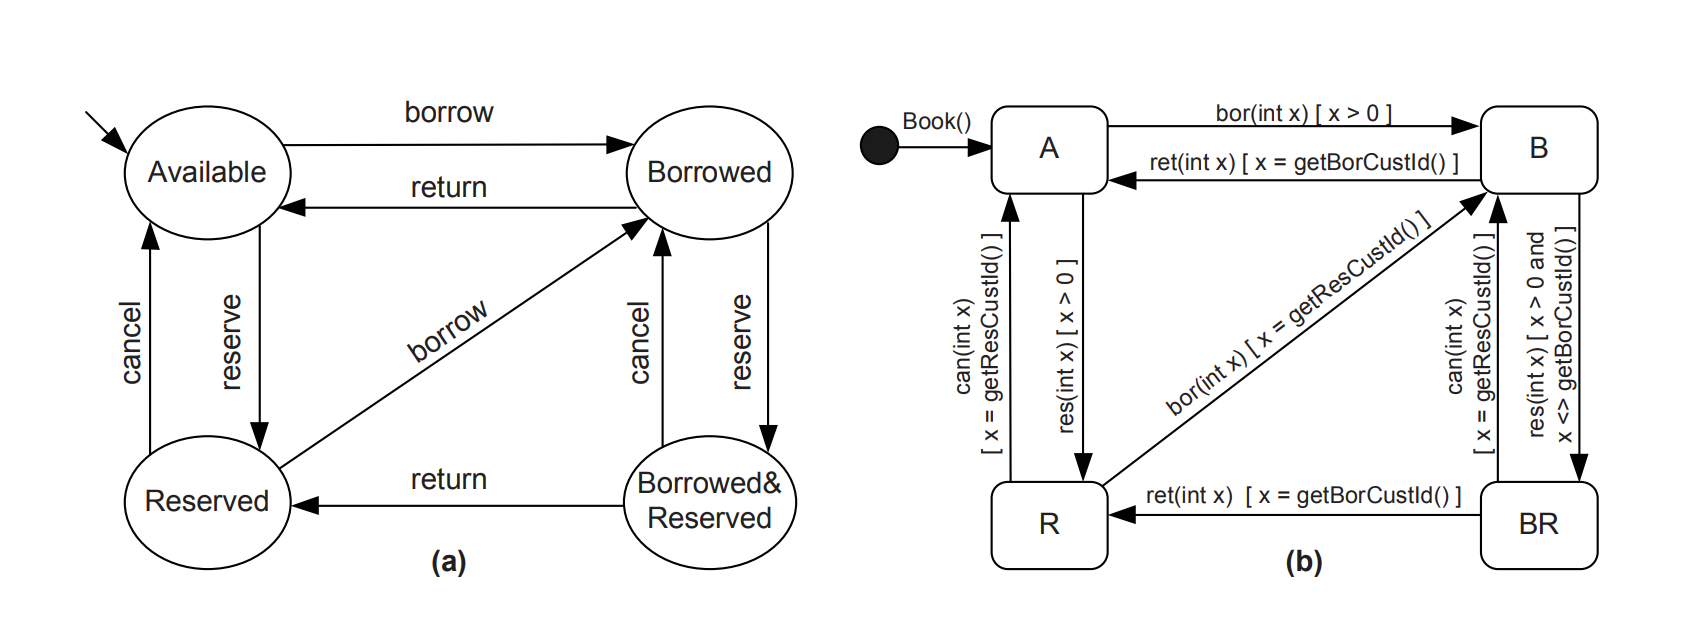 borrow
Available
Borrowed
return
cancel
reserve
borrow
cancel
reserve
Reserved
return
Borrowed&
Reserved
(a)
Book()
A
bor(int x) [ x > 0 ]
B
ret(int x) [ x = getBorCustId() ]
can(int x)
[ x = getResCustId() ]
res(int x) [ x > 0 ]
bor(int x) [ x = getResCustId() ]
can(int x)
[ x = getResCustId() ]
res(int x) [ x > 0 and
x <> getBorCustId() ]
R
ret(int x) [ x = getBorCustId() ]
BR
(b)